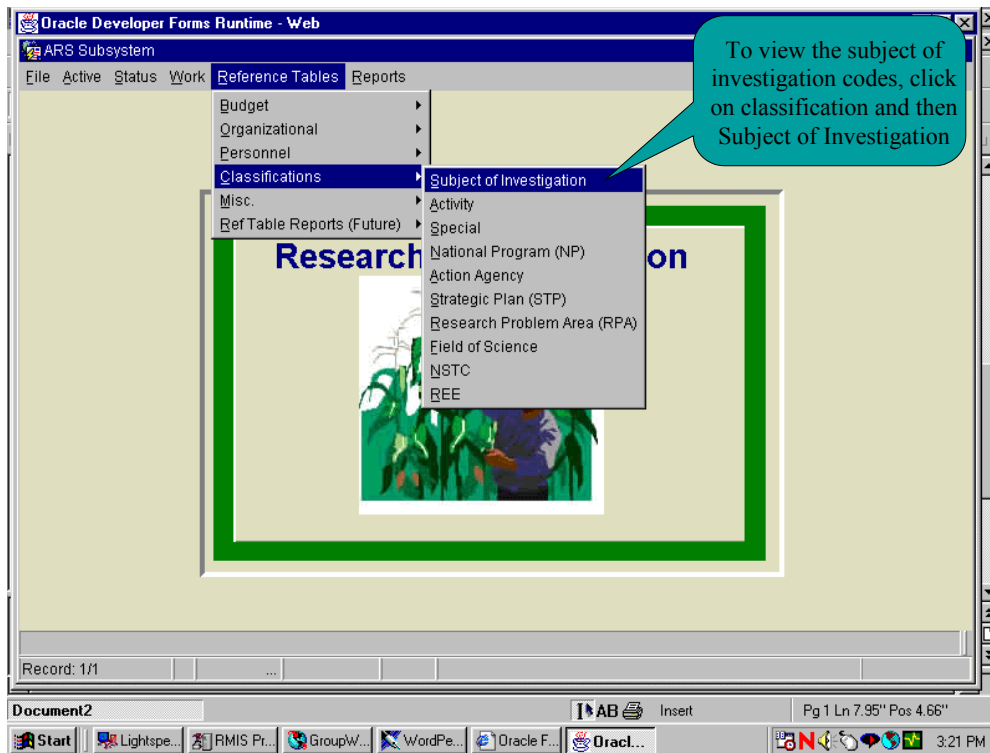 Oracle Developer Forms Runtime - Web
ARS Subsystem
File Active Status Work Reference Tables Reports
To view the subject of
investigation codes, click
on classification and then
Subject of Investigation
Budget
Organizational
Personnel
Classifications
Misc.
Ref Table Reports (Future)
Subject of Investigation
Activity
Special
National Program (NP)
Action Agency
Strategic Plan (STP)
Research Problem Area (RPA)
Field of Science
NSTC
REE
Research
on
Record: 1/1 ...
Document2 AB Insert Pg 1 Ln 7.95" Pos 4.66"
Start Lightspe... RMIS Pr... GroupW... WordPe... Oracle F... Oracl... N 3:21 PM